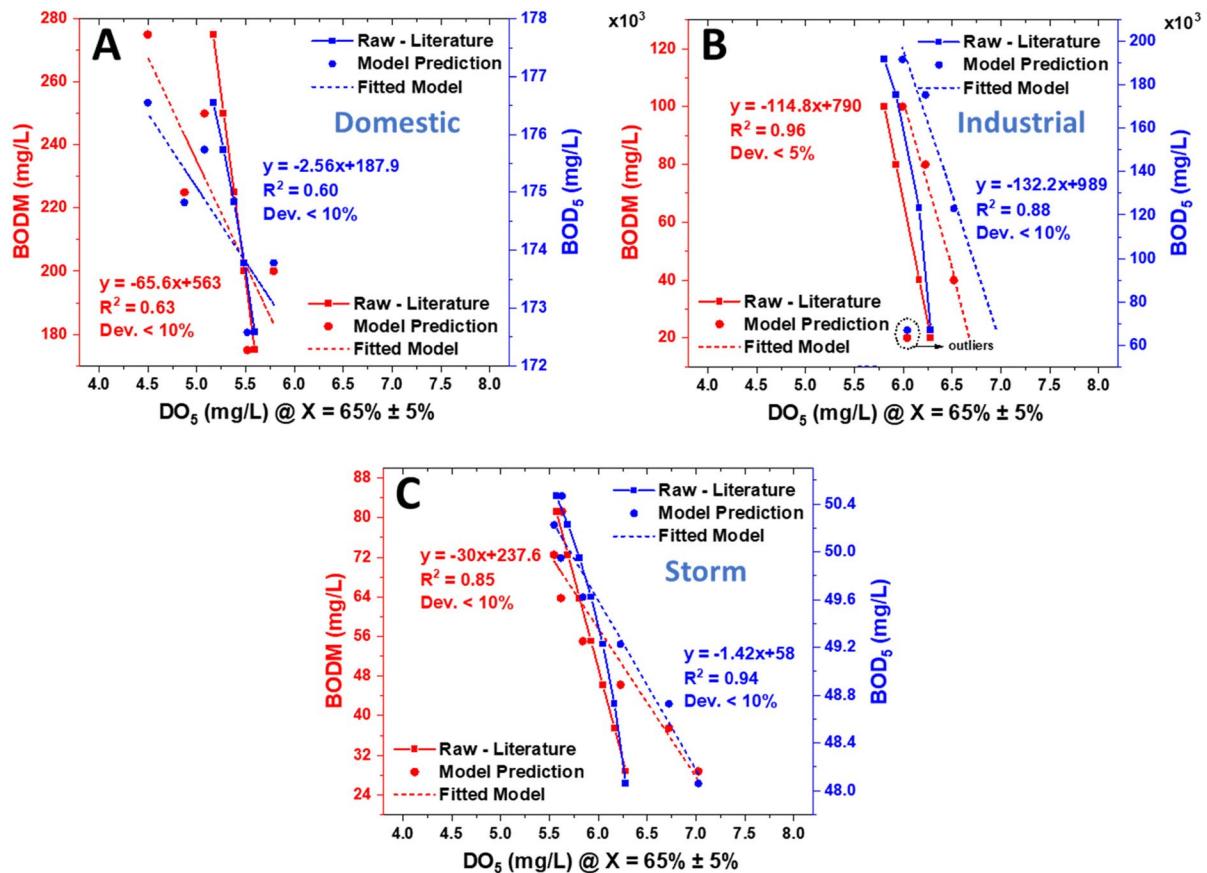 A
280
260
240
220
200
180
BODM (mg/L)
Raw - Literature
Model Prediction
Fitted Model
Domestic
y = -2.56x+187.9
R² = 0.60
Dev. < 10%
y = -65.6x+563
R² = 0.63
Dev. < 10%
Raw - Literature
Model Prediction
Fitted Model
178
177
176
175
174
173
172
BOD₅ (mg/L)
4.0 4.5 5.0 5.5 6.0 6.5 7.0 7.5 8.0
DO₅ (mg/L) @ X = 65% ± 5%
x10³
B
x10³
120
100
80
60
40
20
BODM (mg/L)
Raw - Literature
Model Prediction
Fitted Model
y = -114.8x+790
R² = 0.96
Dev. < 5%
Industrial
y = -132.2x+989
R² = 0.88
Dev. < 10%
Raw - Literature
Model Prediction
Fitted Model
outliers
200
180
160
140
120
100
80
60
BOD₅ (mg/L)
4.0 4.5 5.0 5.5 6.0 6.5 7.0 7.5 8.0
DO₅ (mg/L) @ X = 65% ± 5%
C
88
80
72
64
56
48
40
32
24
BODM (mg/L)
Raw - Literature
Model Prediction
Fitted Model
y = -30x+237.6
R² = 0.85
Dev. < 10%
Storm
y = -1.42x+58
R² = 0.94
Dev. < 10%
Raw - Literature
Model Prediction
Fitted Model
50.4
50.0
49.6
49.2
48.8
48.4
48.0
BOD₅ (mg/L)
4.0 4.5 5.0 5.5 6.0 6.5 7.0 7.5 8.0
DO₅ (mg/L) @ X = 65% ± 5%